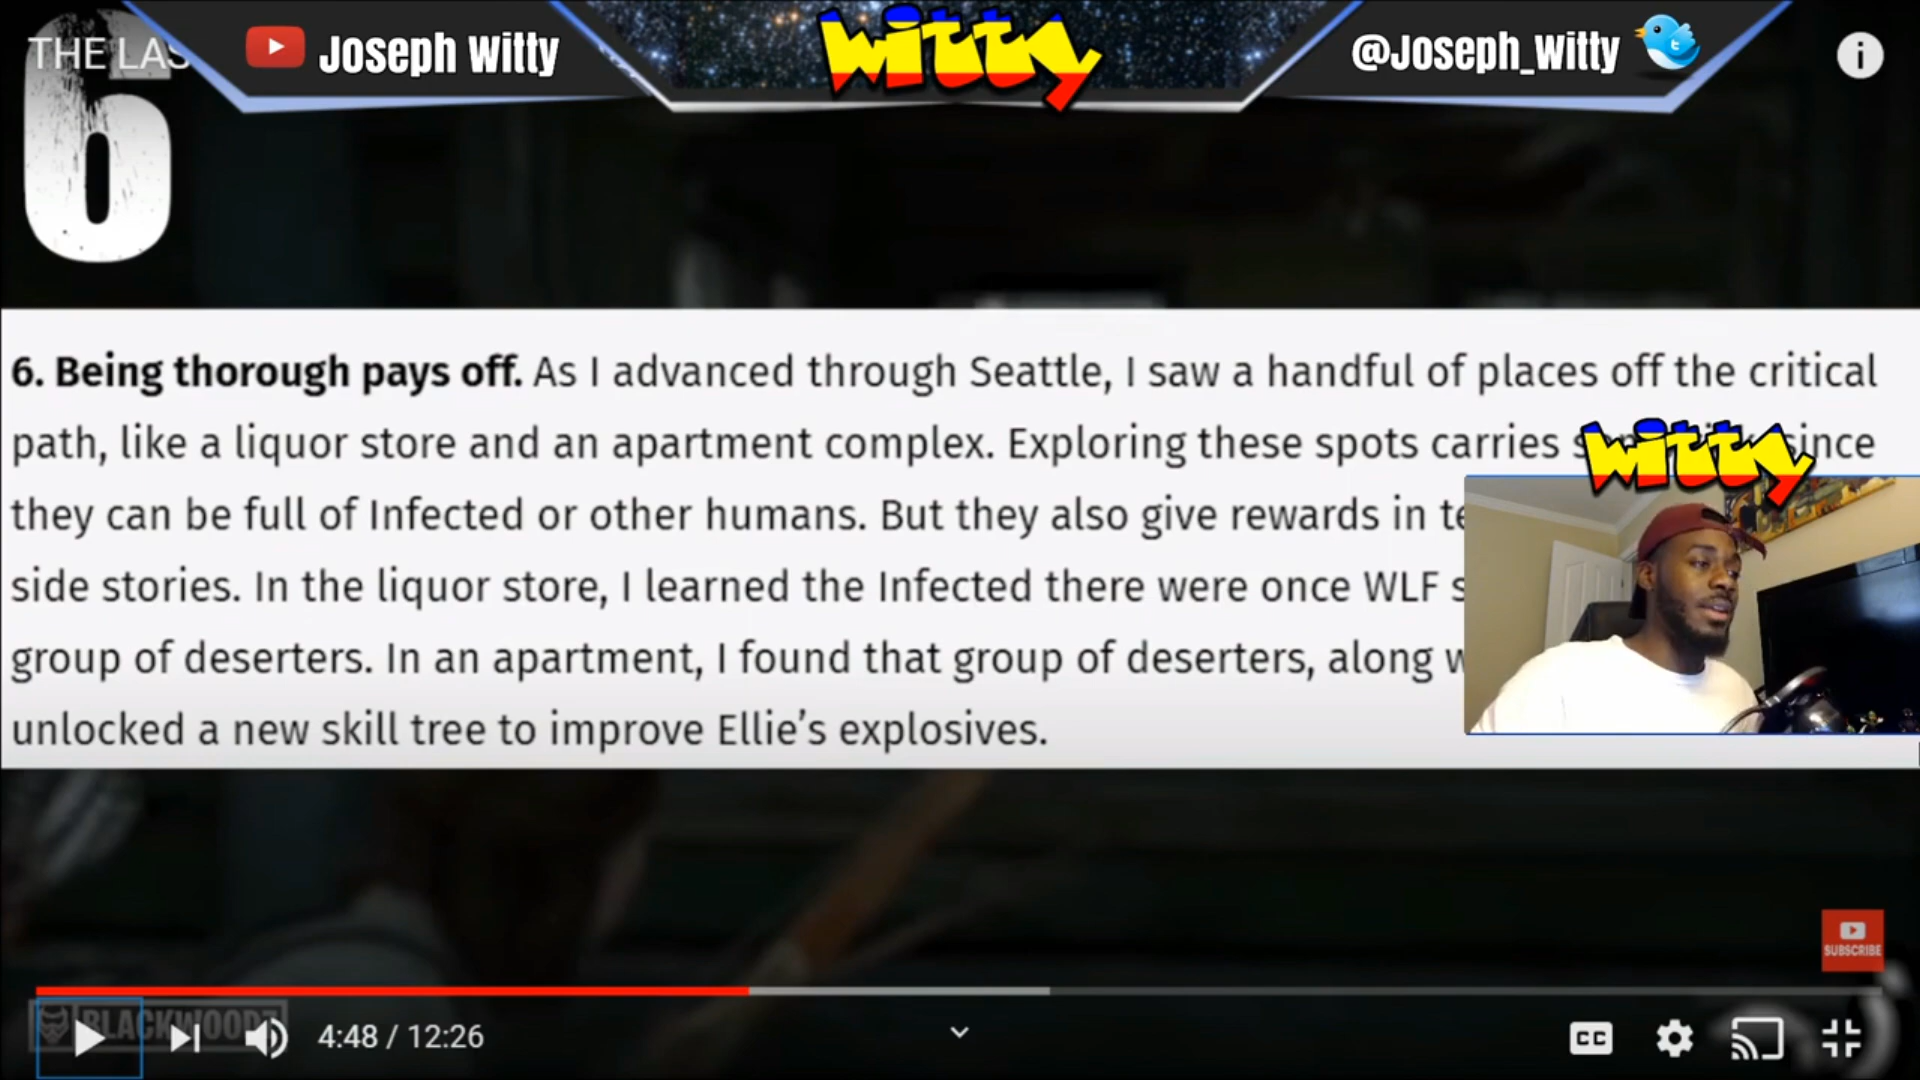 THE LAS
Joseph Witty
witty
@Joseph_Witty
6
6. Being thorough pays off. As I advanced through Seattle, I saw a handful of places off the critical
path, like a liquor store and an apartment complex. Exploring these spots carries since
witty
they can be full of Infected or other humans. But they also give rewards in te
side stories. In the liquor store, I learned the Infected there were once WLF s
group of deserters. In an apartment, I found that group of deserters, along w
unlocked a new skill tree to improve Ellie’s explosives.
SUBSCRIBE
BLACKWOODZ
4:48 / 12:26
CC